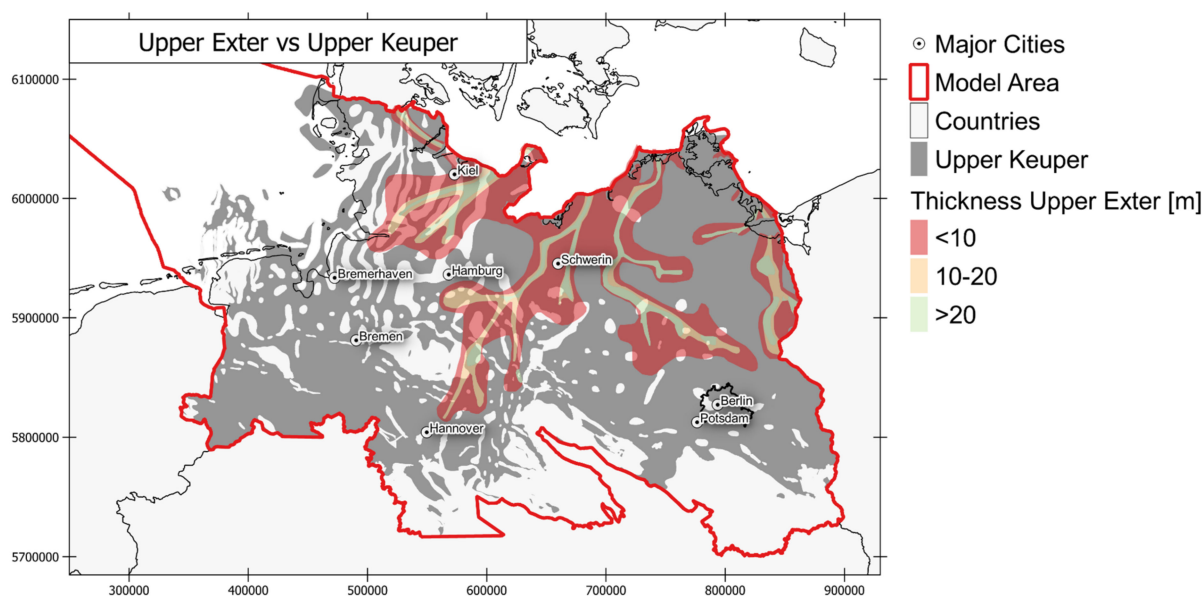 Upper Exter vs Upper Keuper
6100000
6000000
5900000
5800000
5700000
300000
400000
500000
600000
700000
800000
900000
Kiel
Schwerin
Bremerhaven
Hamburg
Bremen
Berlin
Potsdam
Hannover
Major Cities
Model Area
Countries
Upper Keuper
Thickness Upper Exter [m]
<10
10-20
>20